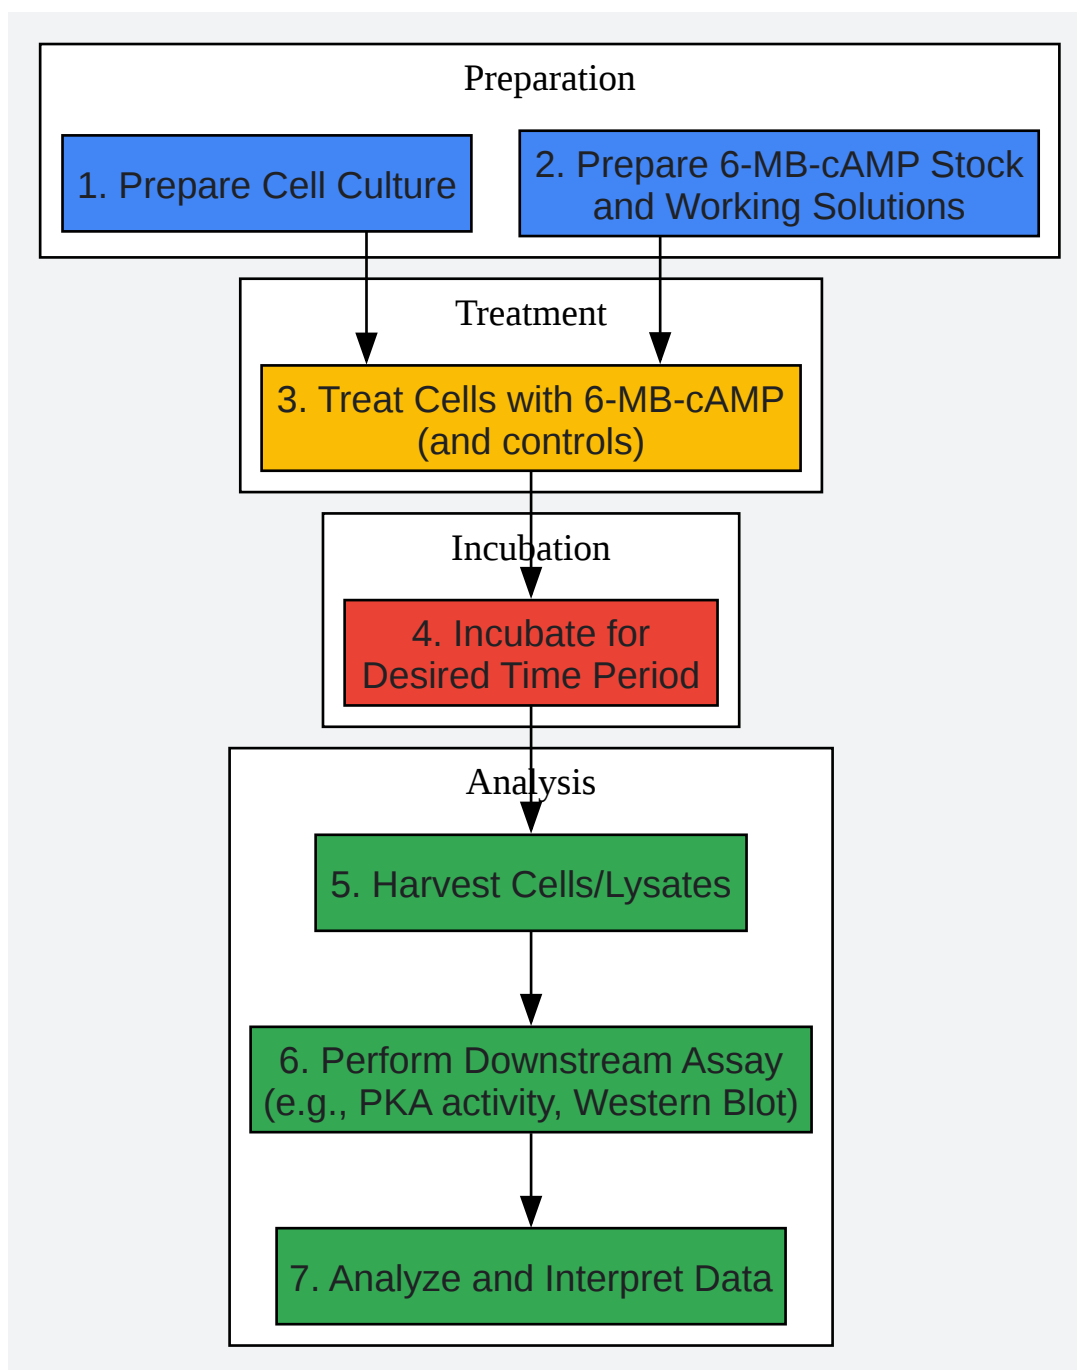 Preparation
1. Prepare Cell Culture
2. Prepare 6-MB-cAMP Stock
and Working Solutions
Treatment
3. Treat Cells with 6-MB-cAMP
(and controls)
Incubation
4. Incubate for
Desired Time Period
Analysis
5. Harvest Cells/Lysates
6. Perform Downstream Assay
(e.g., PKA activity, Western Blot)
7. Analyze and Interpret Data